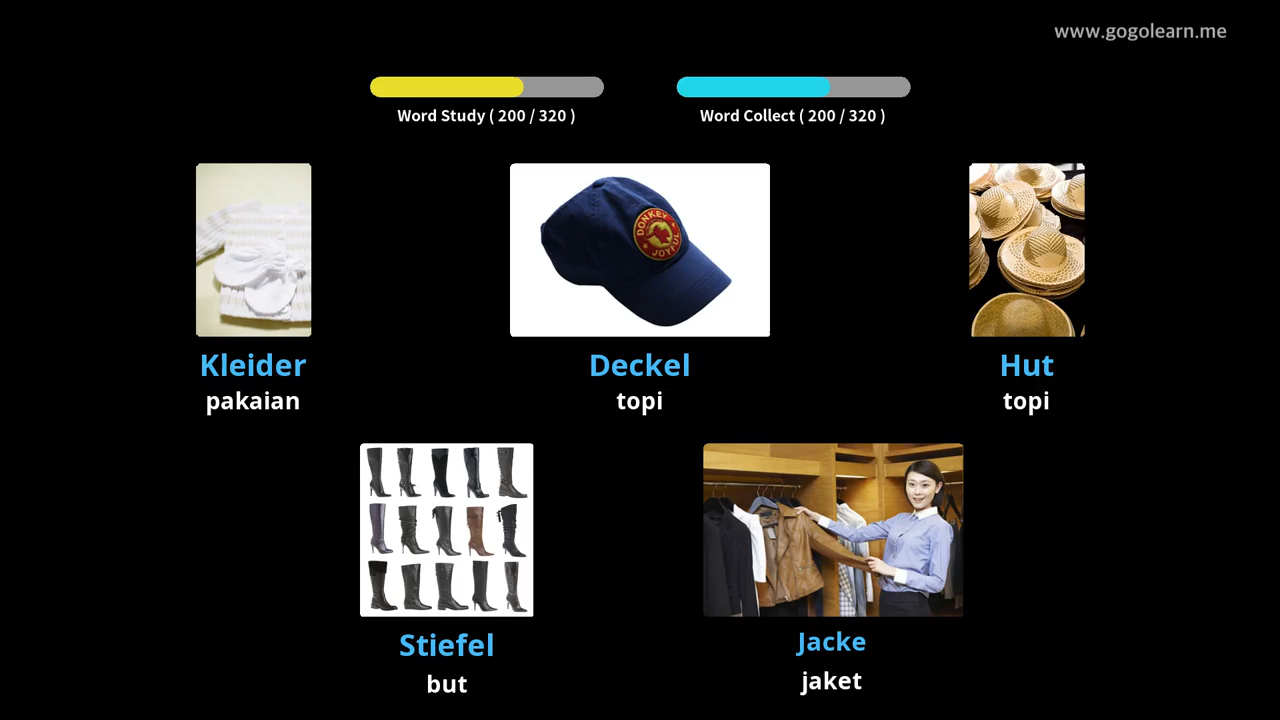 www.gogolearn.me
Word Study ( 200 / 320 )
Word Collect ( 200 / 320 )
DONKEY
JOYFUL
Kleider
pakaian
Deckel
topi
Hut
topi
Stiefel
but
Jacke
jaket